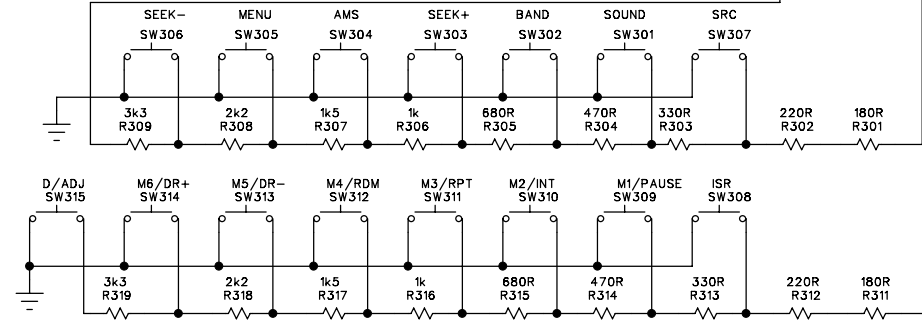 SEEK- MENU AMS SEEK+ BAND SOUND SRC
SW306 SW305 SW304 SW303 SW302 SW301 SW307
3k3 2k2 1k5 1k 680R 470R 330R 220R 180R
R309 R308 R307 R306 R305 R304 R303 R302 R301
D/ADJ M6/DR+ M5/DR- M4/RDM M3/RPT M2/INT M1/PAUSE ISR
SW315 SW314 SW313 SW312 SW311 SW310 SW309 SW308
3k3 2k2 1k5 1k 680R 470R 330R 220R 180R
R319 R318 R317 R316 R315 R314 R313 R312 R311